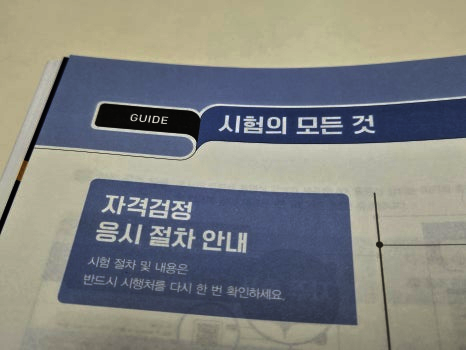 GUIDE
시험의 모든 것
자격검정
응시 절차 안내
시험 절차 및 내용은
반드시 시행처를 다시 한 번 확인하세요.